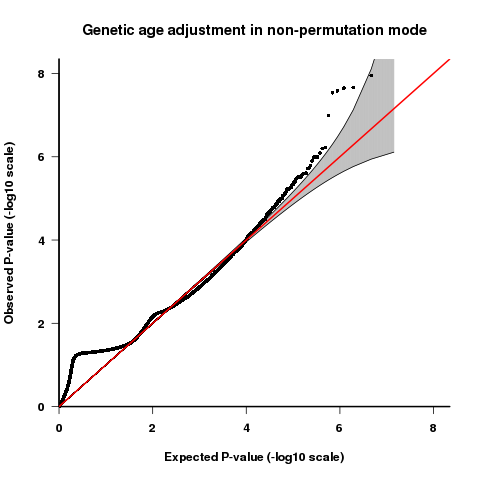 Genetic age adjustment in non-permutation mode
Observed P-value (-log10 scale)
8
6
4
2
0
0 2 4 6 8
Expected P-value (-log10 scale)